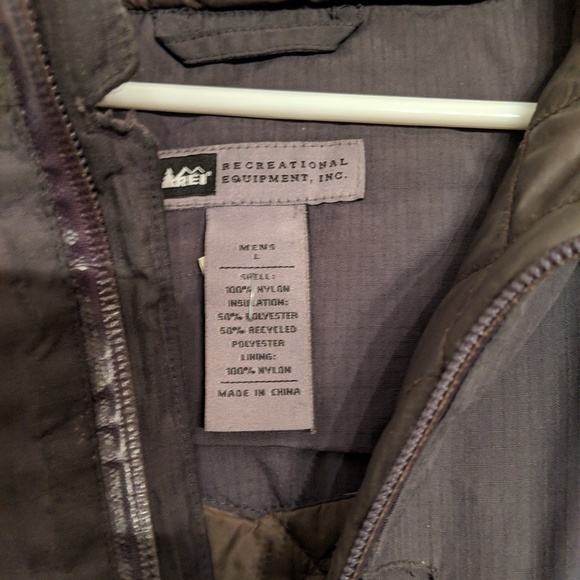 REI
RECREATIONAL
EQUIPMENT, INC.
MENS
L
SHELL:
100% NYLON
INSULATION:
50% POLYESTER
50% RECYCLED
POLYESTER
LINING:
100% NYLON
MADE IN CHINA